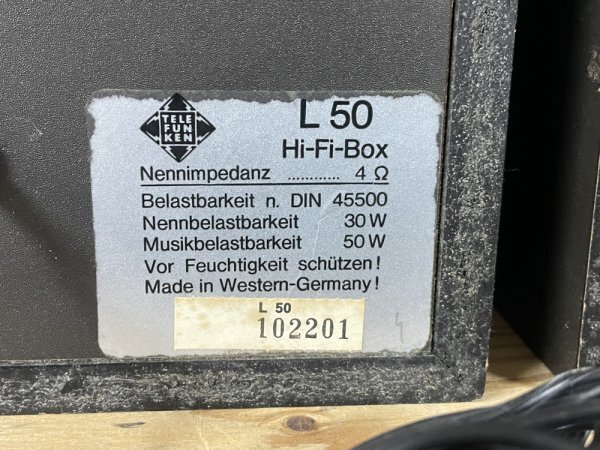 TELE
FUN
KEN
L 50
Hi-Fi-Box
Nennimpedanz ............ 4 Ω
Belastbarkeit n. DIN 45500
Nennbelastbarkeit 30 W
Musikbelastbarkeit 50 W
Vor Feuchtigkeit schützen!
Made in Western-Germany!
L 50
102201